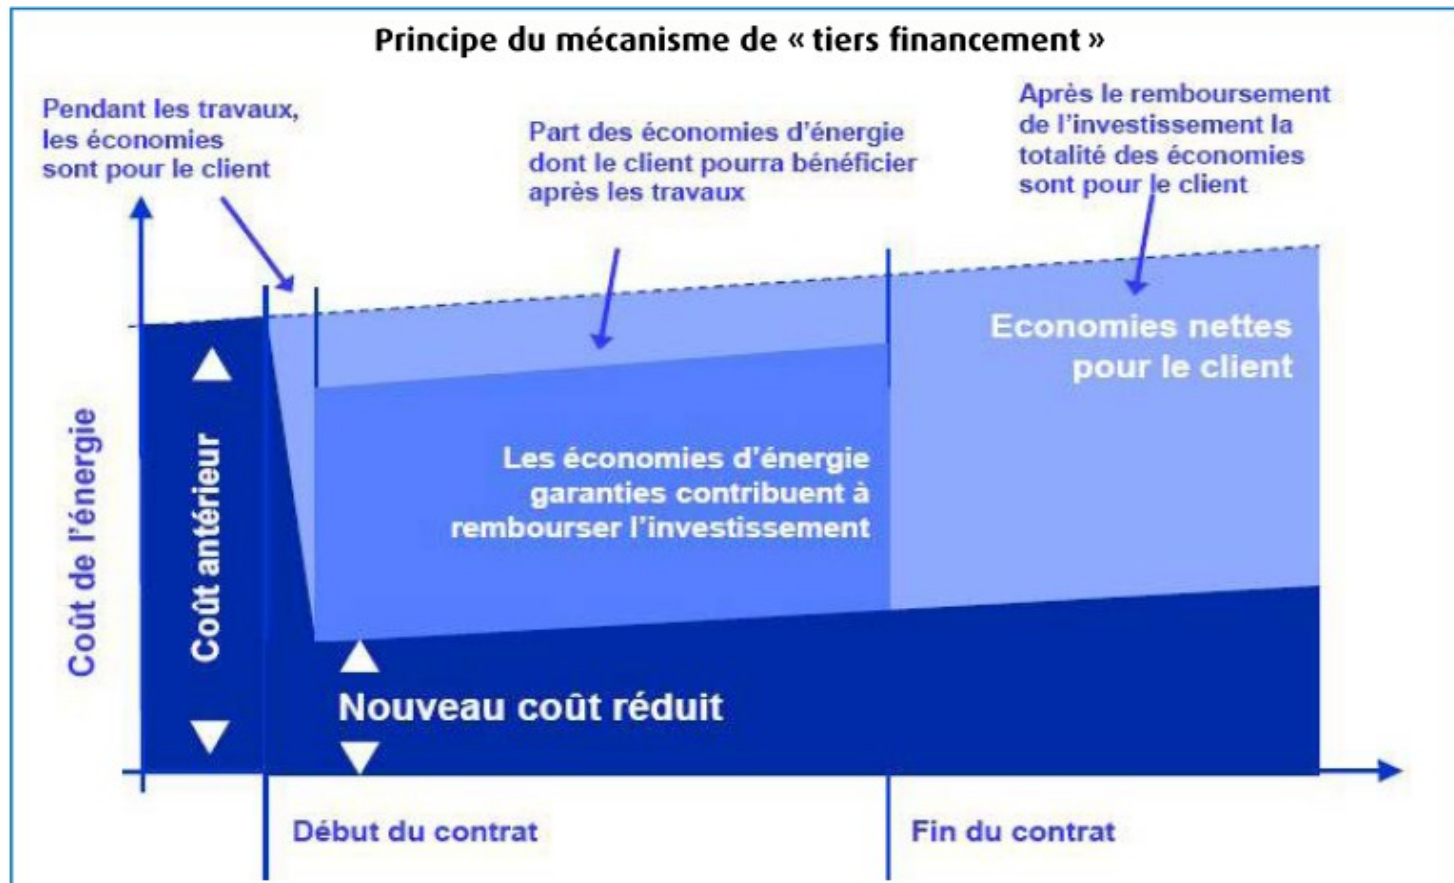 Principe du mécanisme de « tiers financement »
Pendant les travaux,
les économies
sont pour le client
Part des économies d'énergie
dont le client pourra bénéficier
après les travaux
Après le remboursement
de l'investissement la
totalité des économies
sont pour le client
Coût de l'énergie
Coût antérieur
Economies nettes
pour le client
Les économies d'énergie
garanties contribuent à
rembourser l'investissement
Nouveau coût réduit
Début du contrat
Fin du contrat